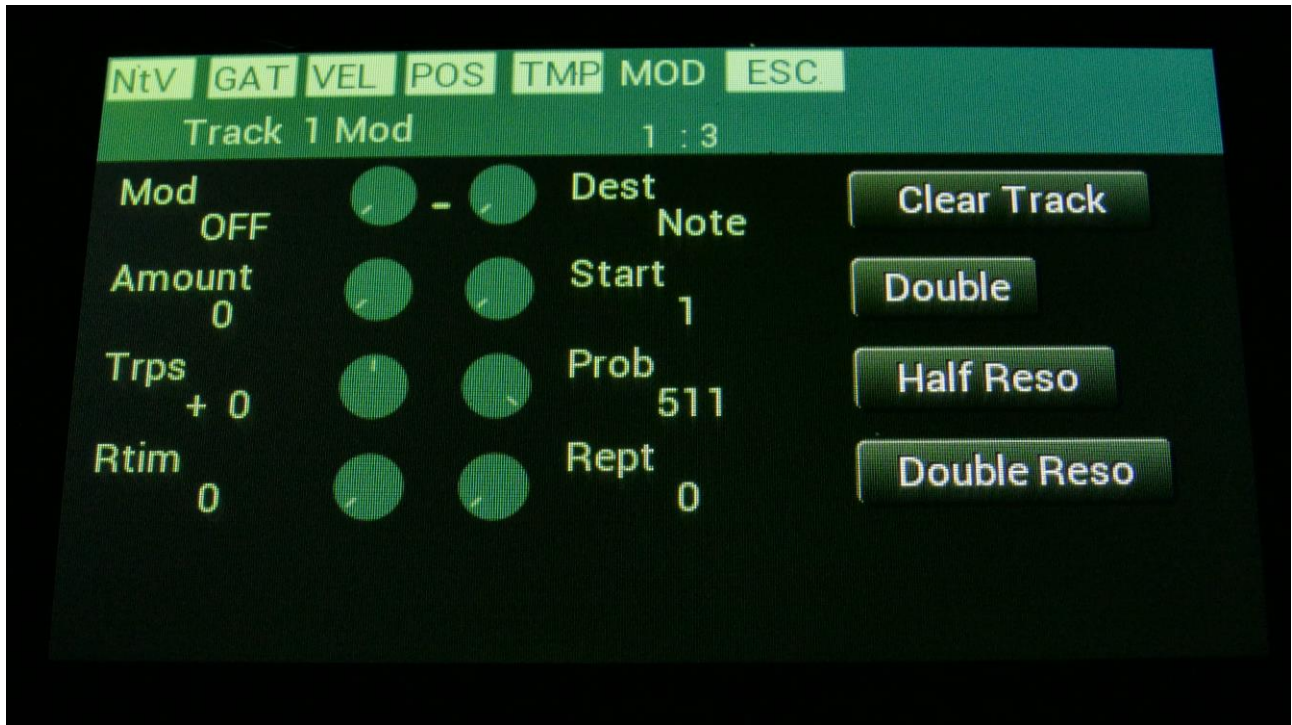 NtV GAT VEL POS TMP MOD ESC.
Track 1 Mod 1 : 3
Mod
OFF
-
Dest
Note
Clear Track
Amount
0
Start
1
Double
Trps
+ 0
Prob
511
Half Reso
Rtim
0
Rept
0
Double Reso